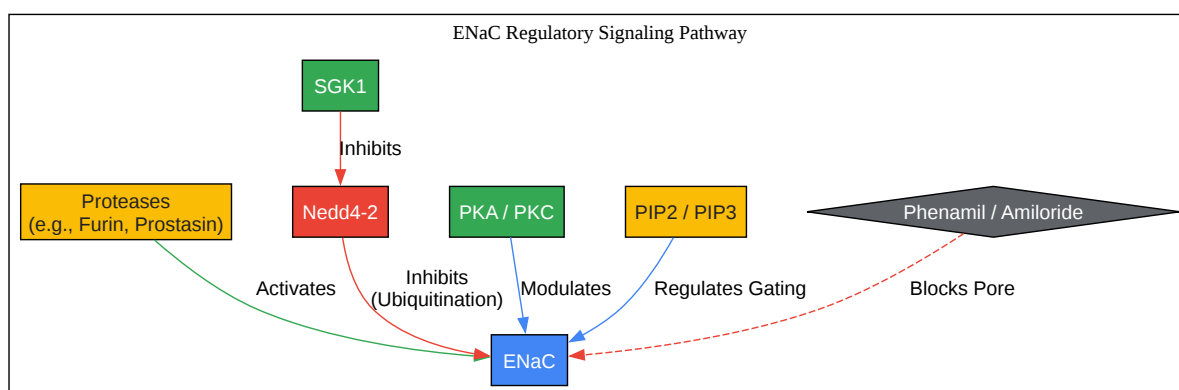 ENaC Regulatory Signaling Pathway
SGK1
Inhibits
Proteases
(e.g., Furin, Prostasin)
Nedd4-2
PKA / PKC
PIP2 / PIP3
Phenamil / Amiloride
Activates
Inhibits
(Ubiquitination)
Modulates
Regulates Gating
Blocks Pore
ENaC